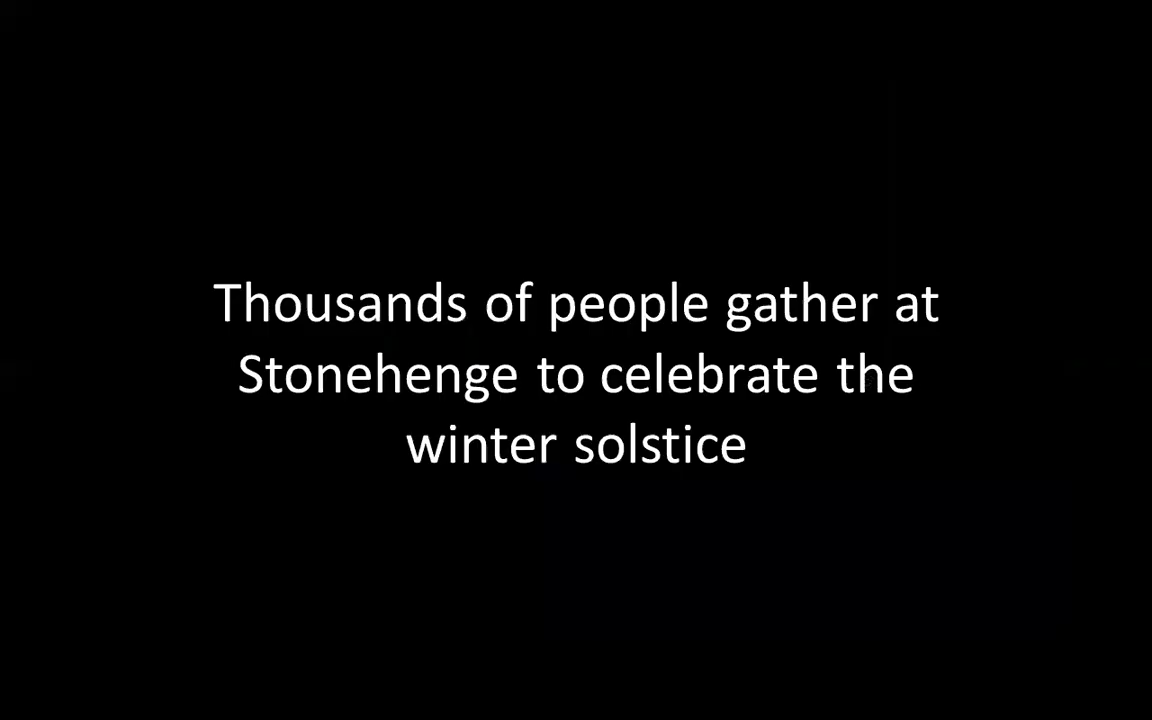 Thousands of people gather at
Stonehenge to celebrate the
winter solstice